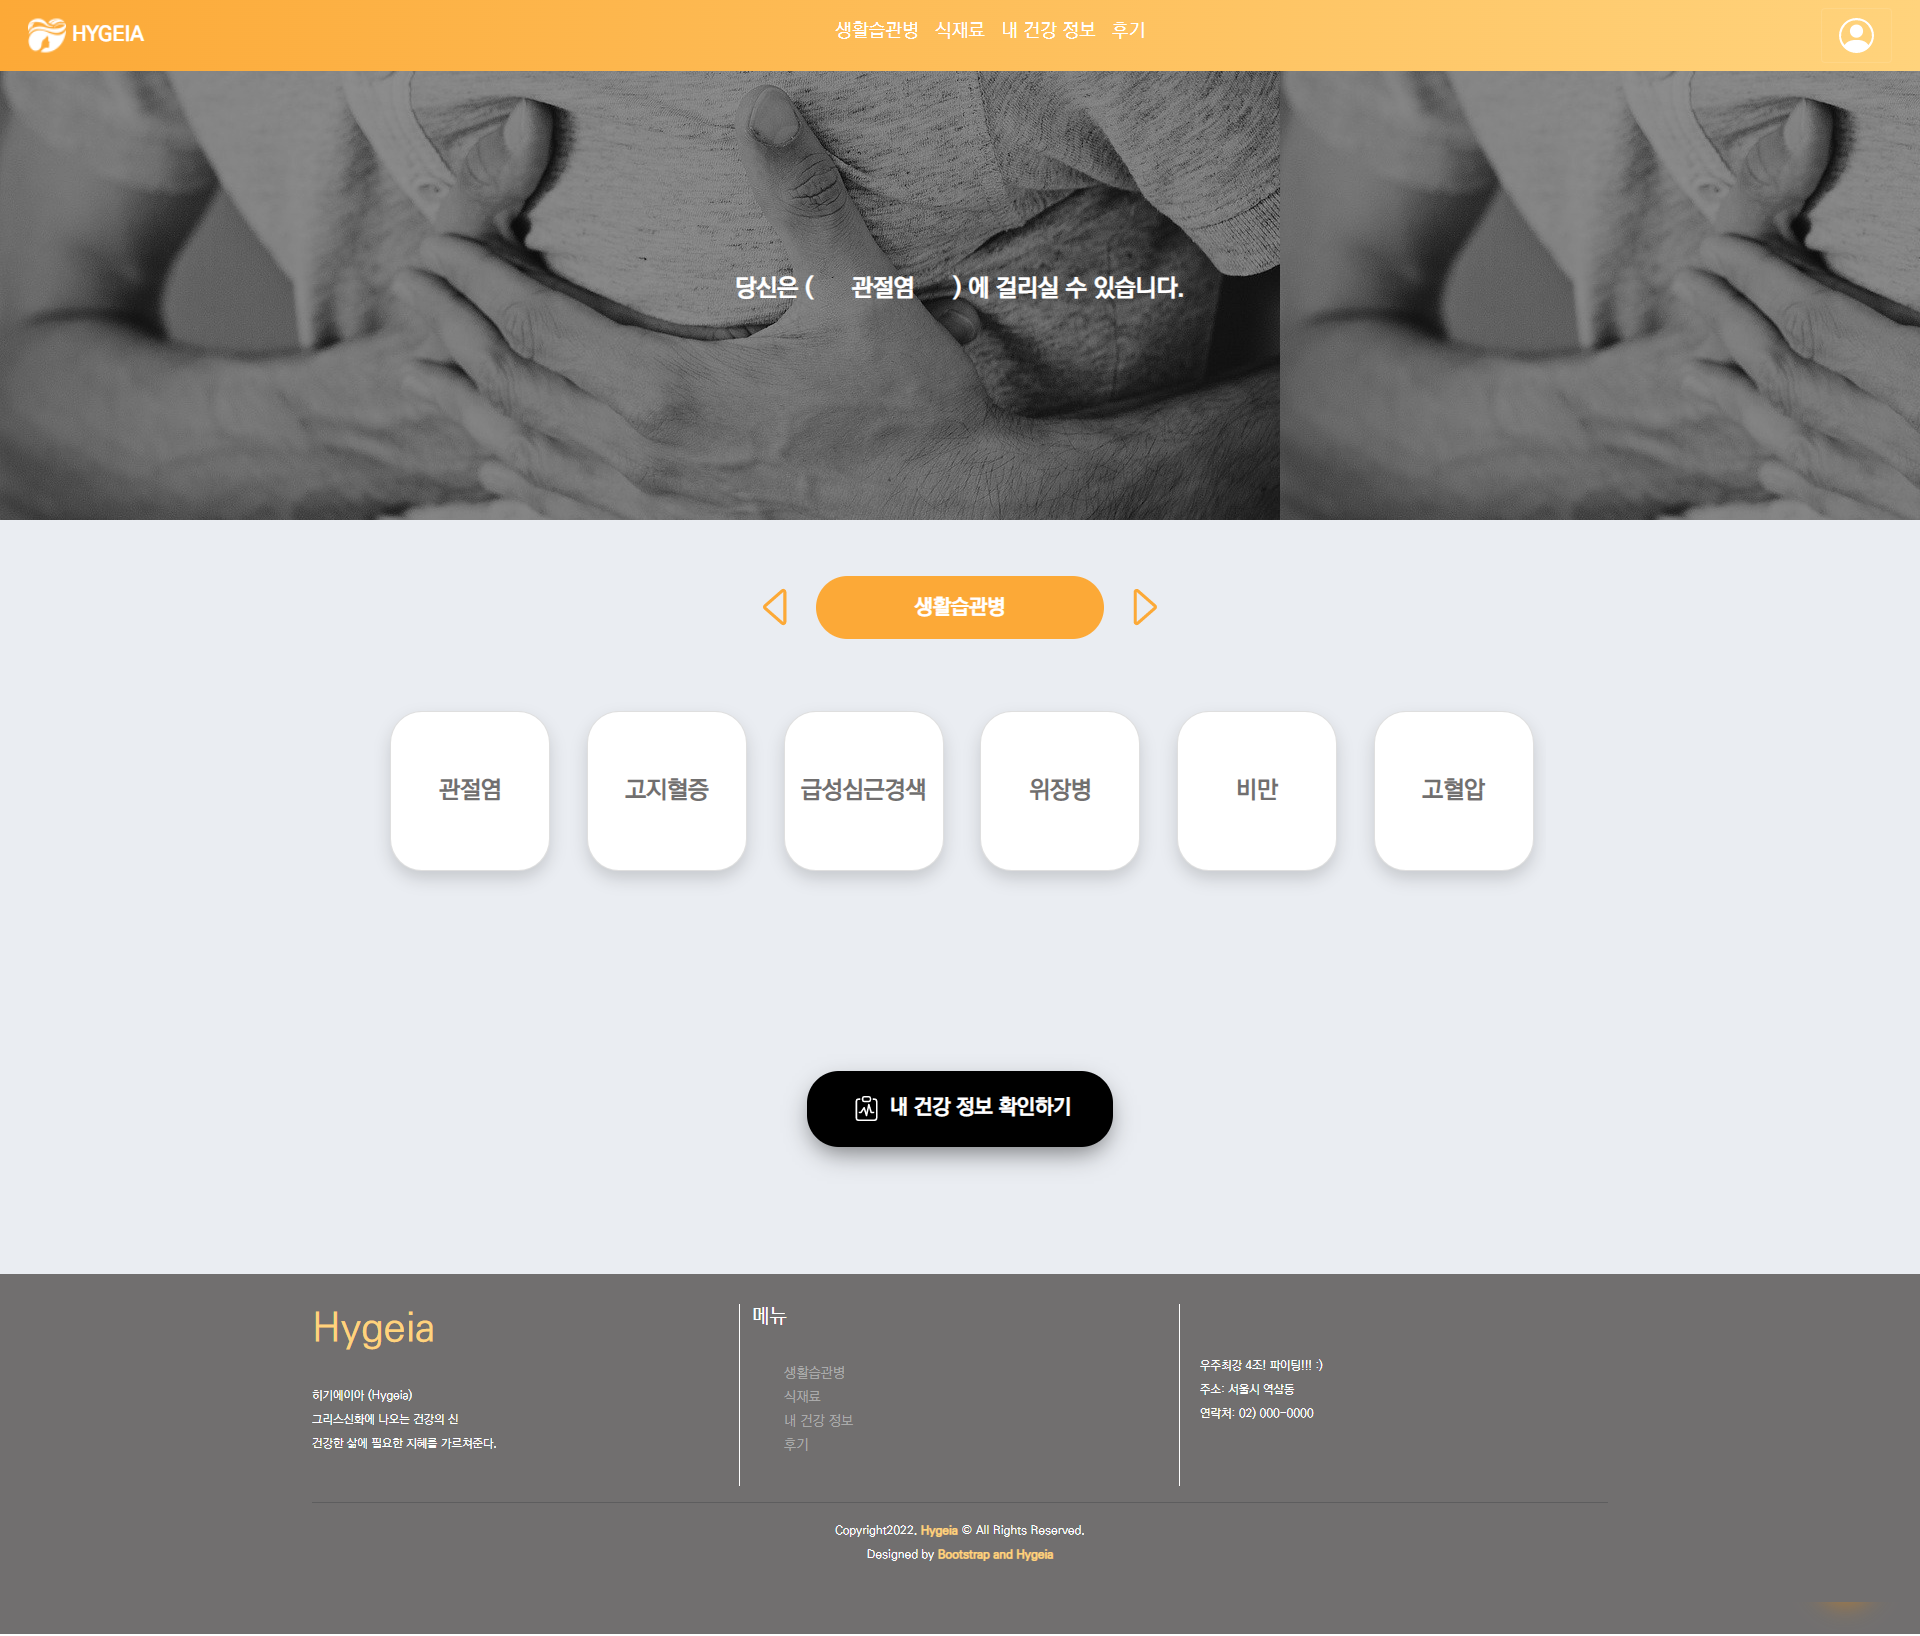 HYGEIA
생활습관병 식재료 내 건강 정보 후기
당신은 ( 관절염 ) 에 걸리실 수 있습니다.
생활습관병
관절염
고지혈증
급성심근경색
위장병
비만
고혈압
내 건강 정보 확인하기
Hygeia
히기에이아 (Hygeia)
그리스신화에 나오는 건강의 신
건강한 삶에 필요한 지혜를 가르쳐준다.
메뉴
생활습관병
식재료
내 건강 정보
후기
우주최강 4조! 파이팅!!! :)
주소: 서울시 역삼동
연락처: 02) 000-0000
Copyright2022. Hygeia © All Rights Reserved.
Designed by Bootstrap and Hygeia